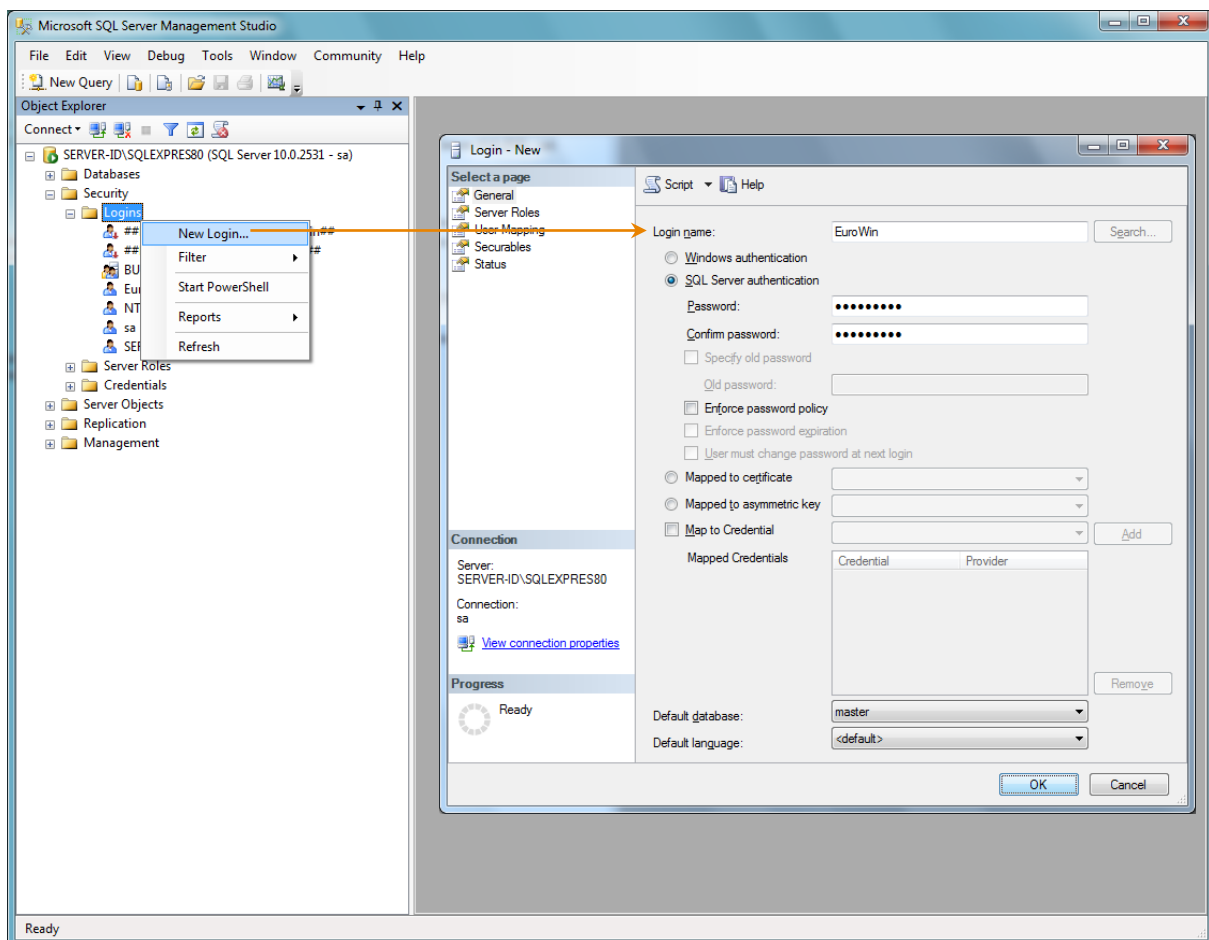 Microsoft SQL Server Management Studio
File Edit View Debug Tools Window Community Help
New Query
Object Explorer
Connect
SERVER-ID\SQLEXPRES80 (SQL Server 10.0.2531 - sa)
Databases
Security
Logins
##
##
##
##
BU
Eur
NT
sa
SER
Server Roles
Credentials
Server Objects
Replication
Management
New Login...
Filter
Start PowerShell
Reports
Refresh
Login - New
Select a page
General
Server Roles
User Mapping
Securables
Status
Connection
Server:
SERVER-ID\SQLEXPRES80
Connection:
sa
View connection properties
Progress
Ready
Script Help
Login name: EuroWin Search...
Windows authentication
SQL Server authentication
Password: •••••••••
Confirm password: •••••••••
Specify old password
Old password:
Enforce password policy
Enforce password expiration
User must change password at next login
Mapped to certificate
Mapped to asymmetric key
Map to Credential Add
Mapped Credentials Credential Provider
Remove
Default database: master
Default language: <default>
OK Cancel
Ready